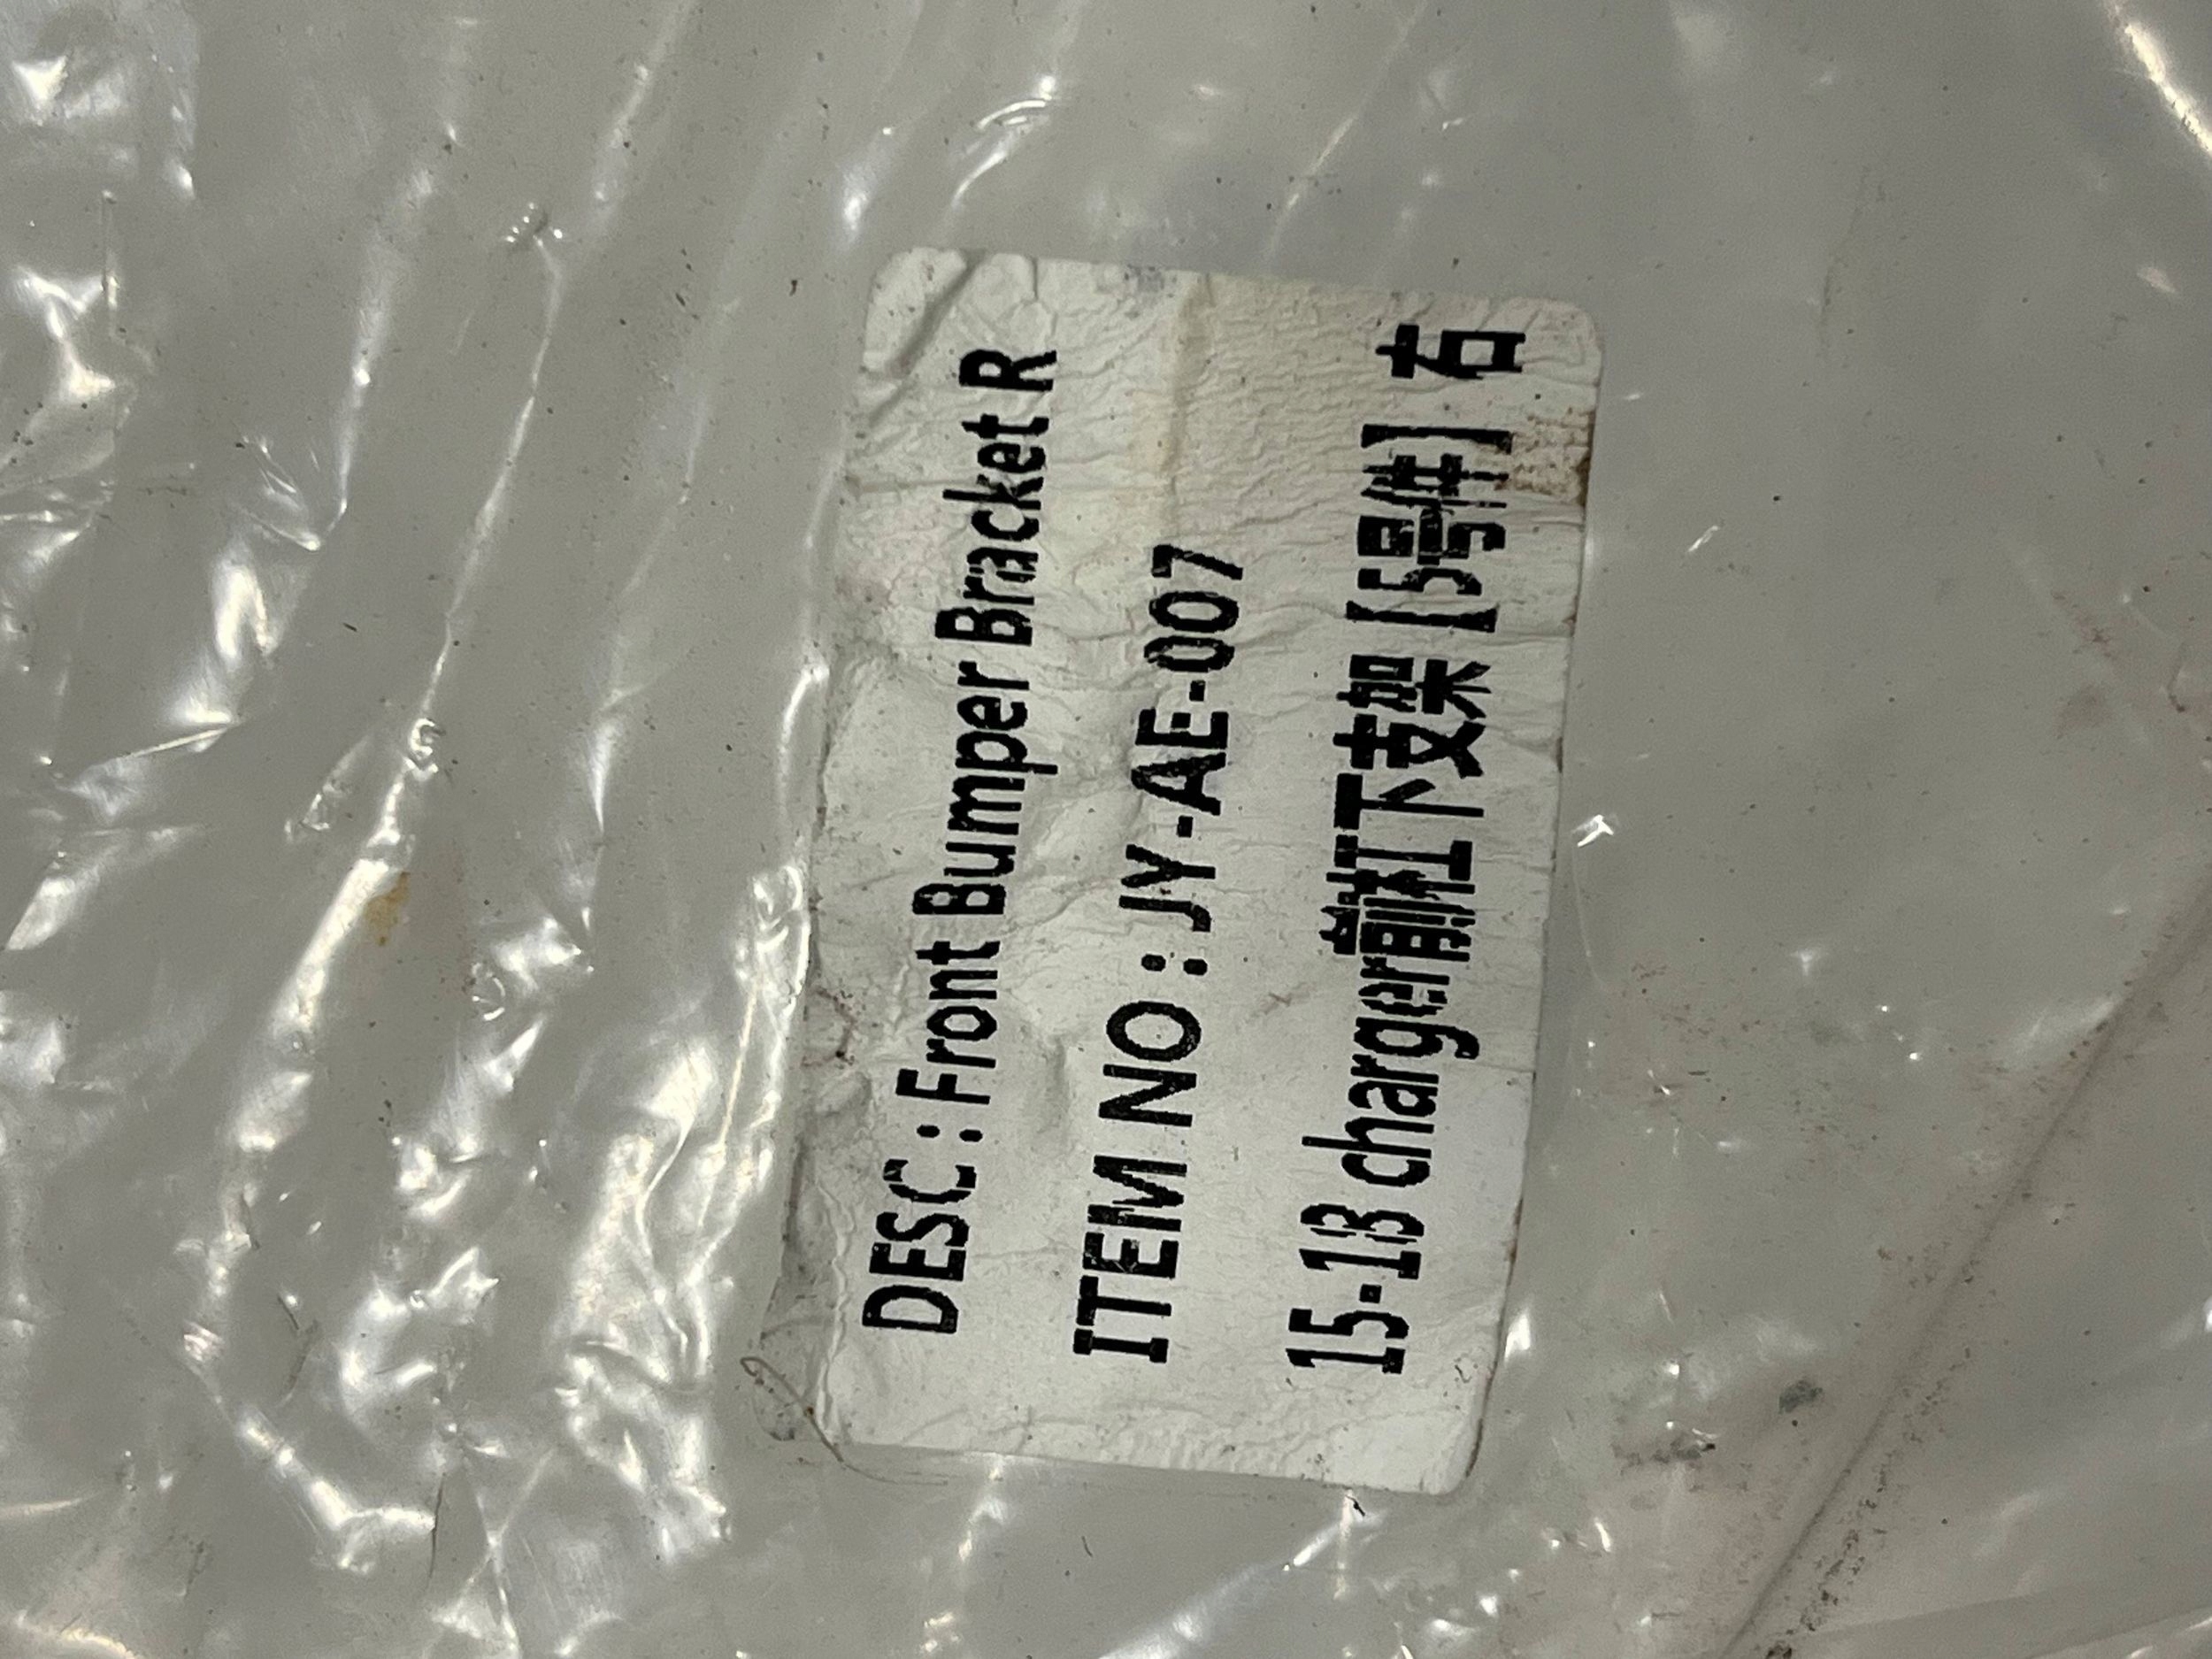 DESC : Front Bumper Bracket R
ITEM NO : JY-AE-007
15-18 charger前杠下支架【5号件】右